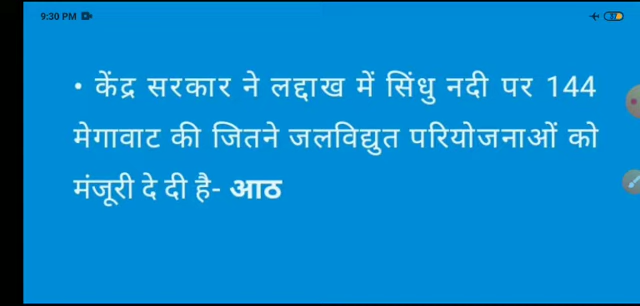 9:30 PM
• केंद्र सरकार ने लद्दाख में सिंधु नदी पर 144
मेगावाट की जितने जलविद्युत परियोजनाओं को
मंजूरी दे दी है- आठ